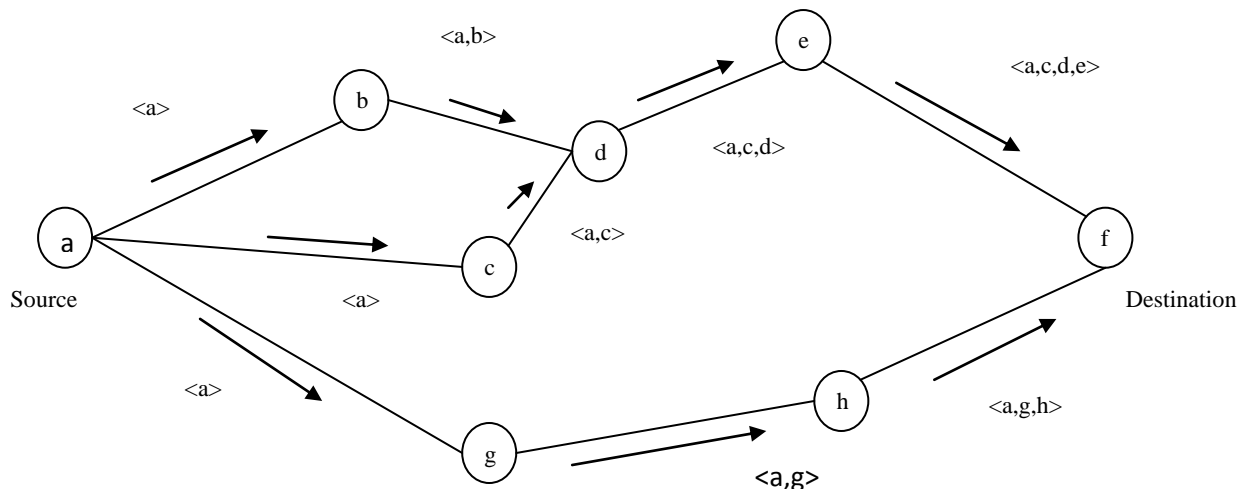 e
<a,b>
<a,c,d,e>
<a>
b
d
<a,c,d>
a
<a,c>
f
c
Source
<a>
Destination
<a>
h
<a,g,h>
g
<a,g>